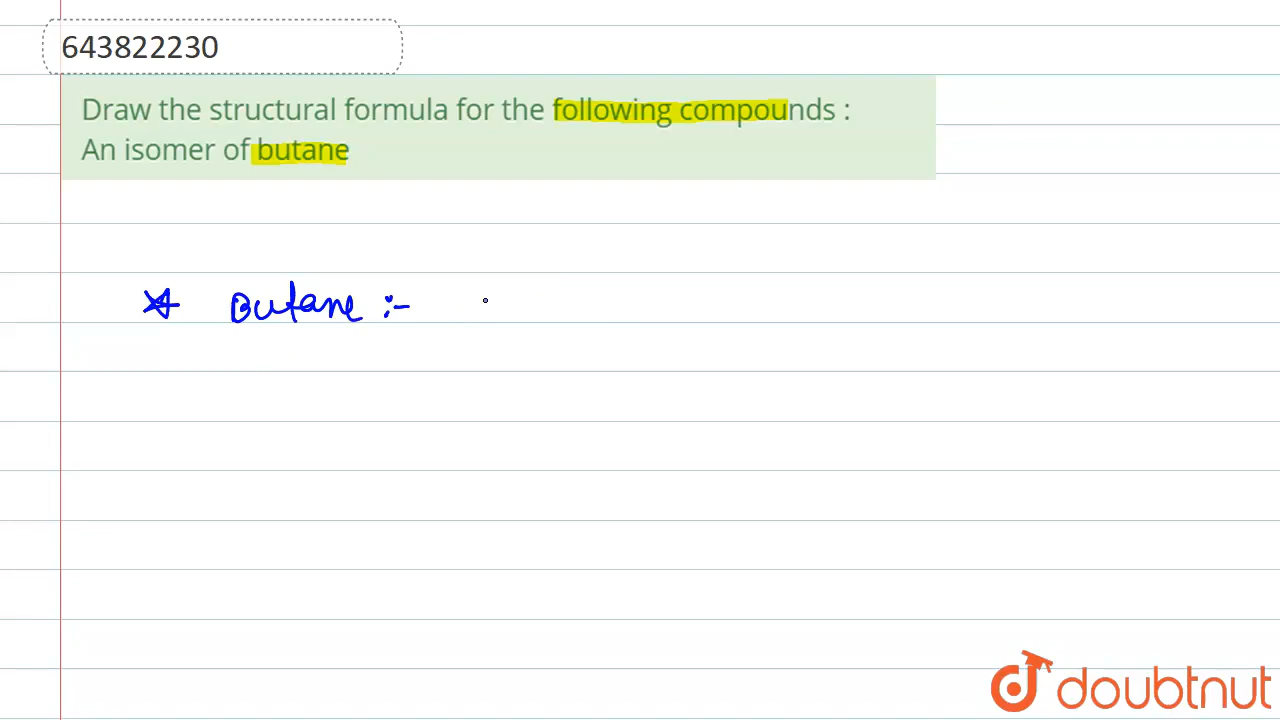 643822230
Draw the structural formula for the following compounds :
An isomer of butane
Butane :-
doubtnut